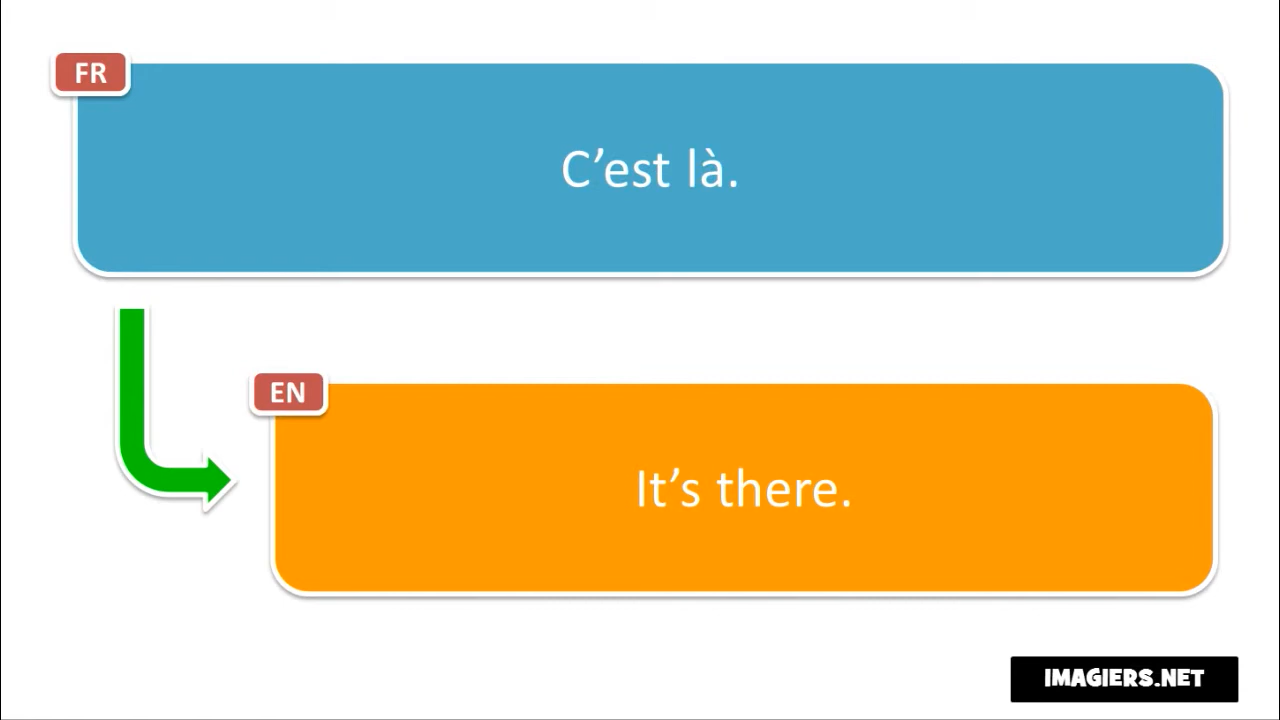 FR
C’est là.
EN
It’s there.
IMAGIERS.NET